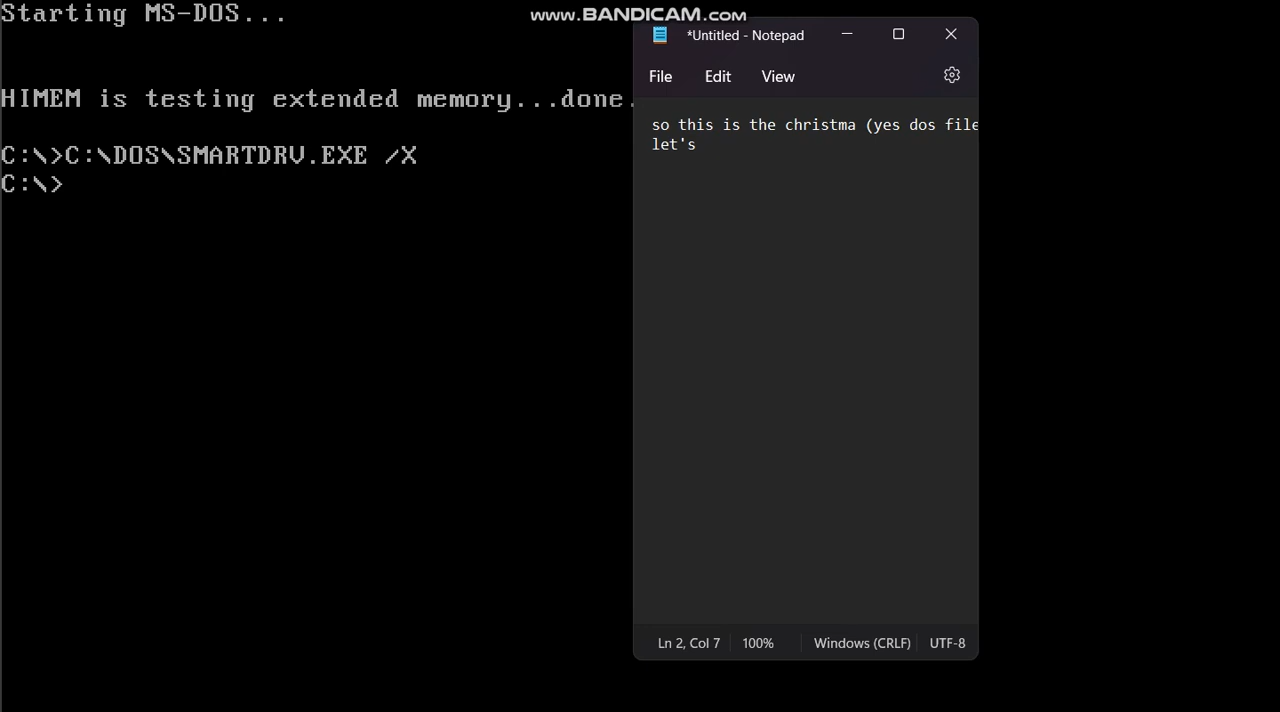 Starting MS-DOS...
www.BANDICAM.com
HIMEM is testing extended memory...done.
C:\>C:\DOS\SMARTDRV.EXE /X
C:\>
*Untitled - Notepad
File Edit View
so this is the christma (yes dos file
let's
Ln 2, Col 7 100% Windows (CRLF) UTF-8